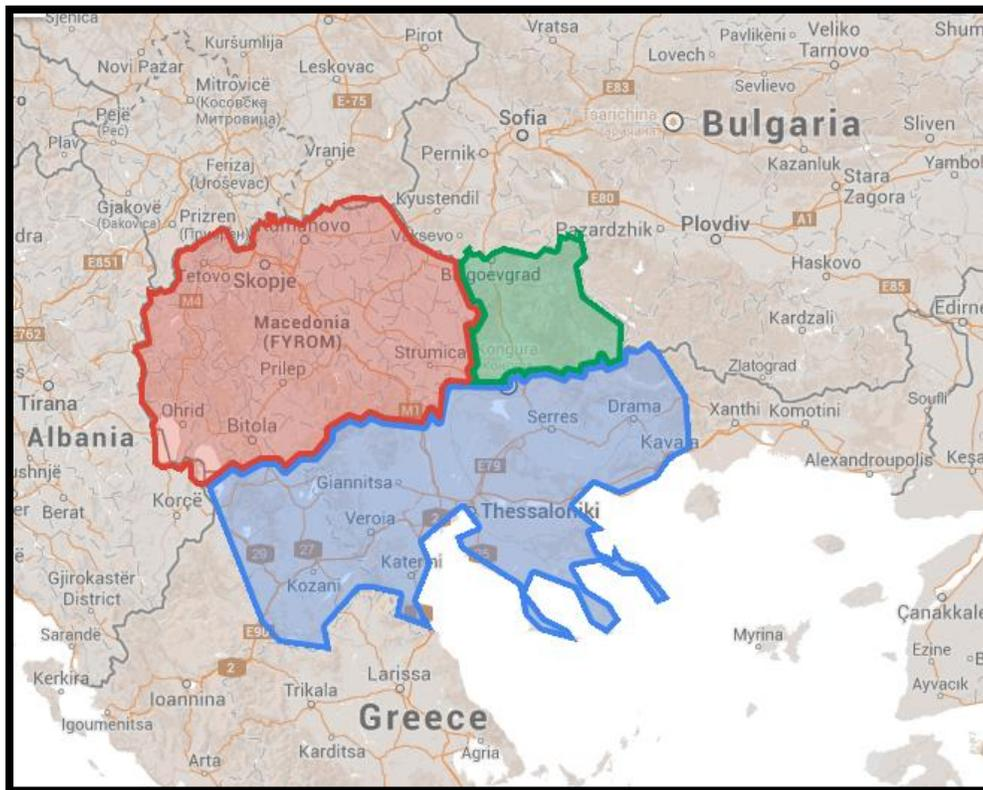 Sjenica
Kuršumlija
Pirot
Vratsa
Pavlikeni
Veliko
Tarnovo
Shum
Lovech
Novi Pazar
Leskovac
Sevlievo
Mitrovicë
(Косовска
Митровица)
E-75
E83
Pejë
(Pec)
Sofia
Tsarichina
Царичина
Bulgaria
Sliven
Plav
Vranje
Pernik
Kazanluk
Yambol
Ferizaj
(Uroševac)
Stara
Zagora
Gjakovë
(Đakovica)
Prizren
Kyustendil
E80
Plovdiv
A1
dra
Kumanovo
Vaksevo
Pazardzhik
Haskovo
E851
Tetovo
Skopje
Blagoevgrad
E85
M4
Edirne
E762
Macedonia
(FYROM)
Kardzali
Strumica
Kongura
Prilep
Zlatograd
Tirana
Ohrid
M1
Serres
Drama
Xanthi
Komotini
Soufli
Albania
Bitola
Kavala
ushnjë
E79
Alexandroupolis
Keşa
Korçë
Giannitsa
er
Berat
Veroia
2
Thessaloniki
29
27
25
Gjirokastër
District
Kozani
Katerini
Çanakkale
Sarandë
E90
Myrina
Ezine
B
2
Larissa
Kerkira
Ioannina
Trikala
Ayvacık
Igoumenitsa
Greece
Karditsa
Agria
Arta